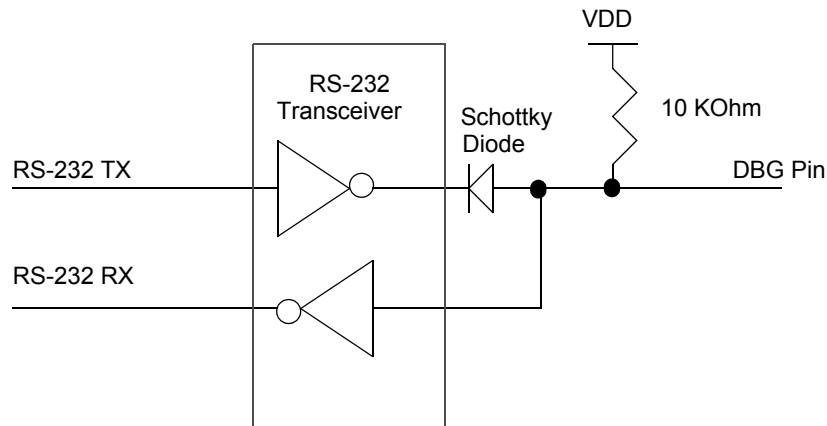 VDD
RS-232
Transceiver
Schottky
Diode
10 KOhm
RS-232 TX
DBG Pin
RS-232 RX